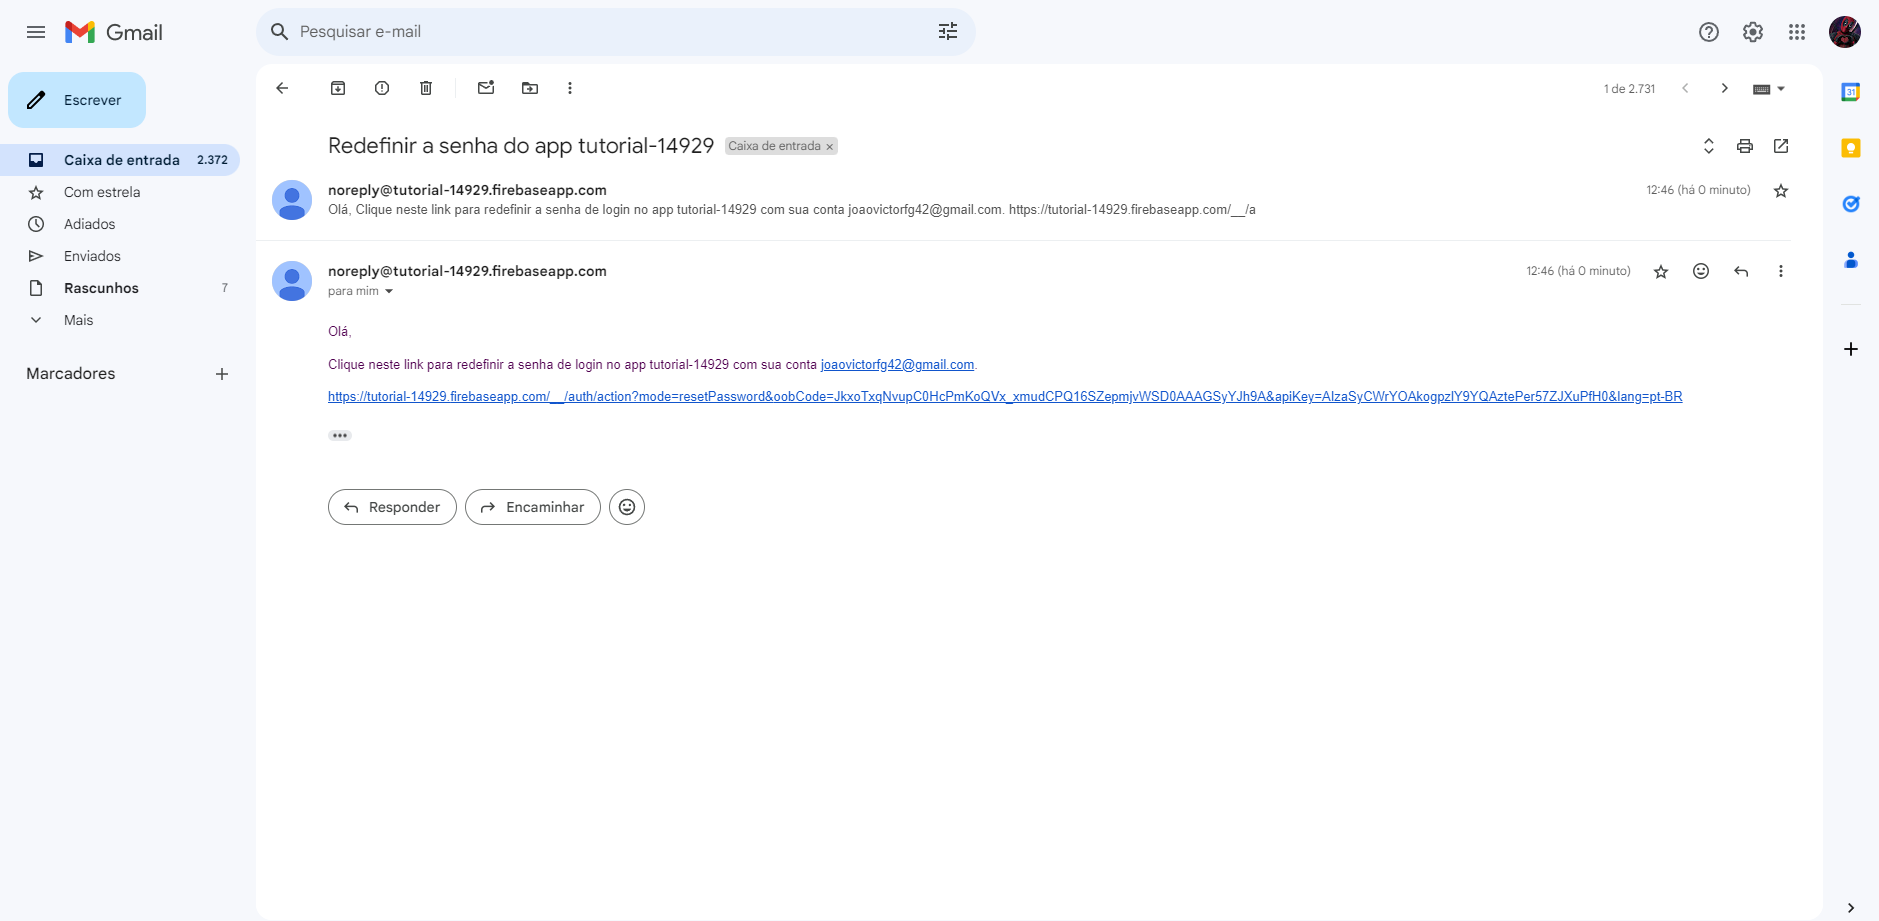 Gmail
Pesquisar e-mail
Escrever
Caixa de entrada 2.372
Com estrela
Adiados
Enviados
Rascunhos 7
Mais
Marcadores
1 de 2.731
Redefinir a senha do app tutorial-14929 Caixa de entrada ×
noreply@tutorial-14929.firebaseapp.com 12:46 (há 0 minuto)
Olá, Clique neste link para redefinir a senha de login no app tutorial-14929 com sua conta joaovictorfg42@gmail.com. https://tutorial-14929.firebaseapp.com/__/a
noreply@tutorial-14929.firebaseapp.com 12:46 (há 0 minuto)
para mim
Olá,
Clique neste link para redefinir a senha de login no app tutorial-14929 com sua conta joaovictorfg42@gmail.com.
https://tutorial-14929.firebaseapp.com/__/auth/action?mode=resetPassword&oobCode=JkxoTxqNvupC0HcPmKoQVx_xmudCPQ16SZepmjvWSD0AAAGSyYJh9A&apiKey=AIzaSyCWrYOAkogpzlY9YQAztePer57ZJXuPfH0&lang=pt-BR
Responder
Encaminhar
31